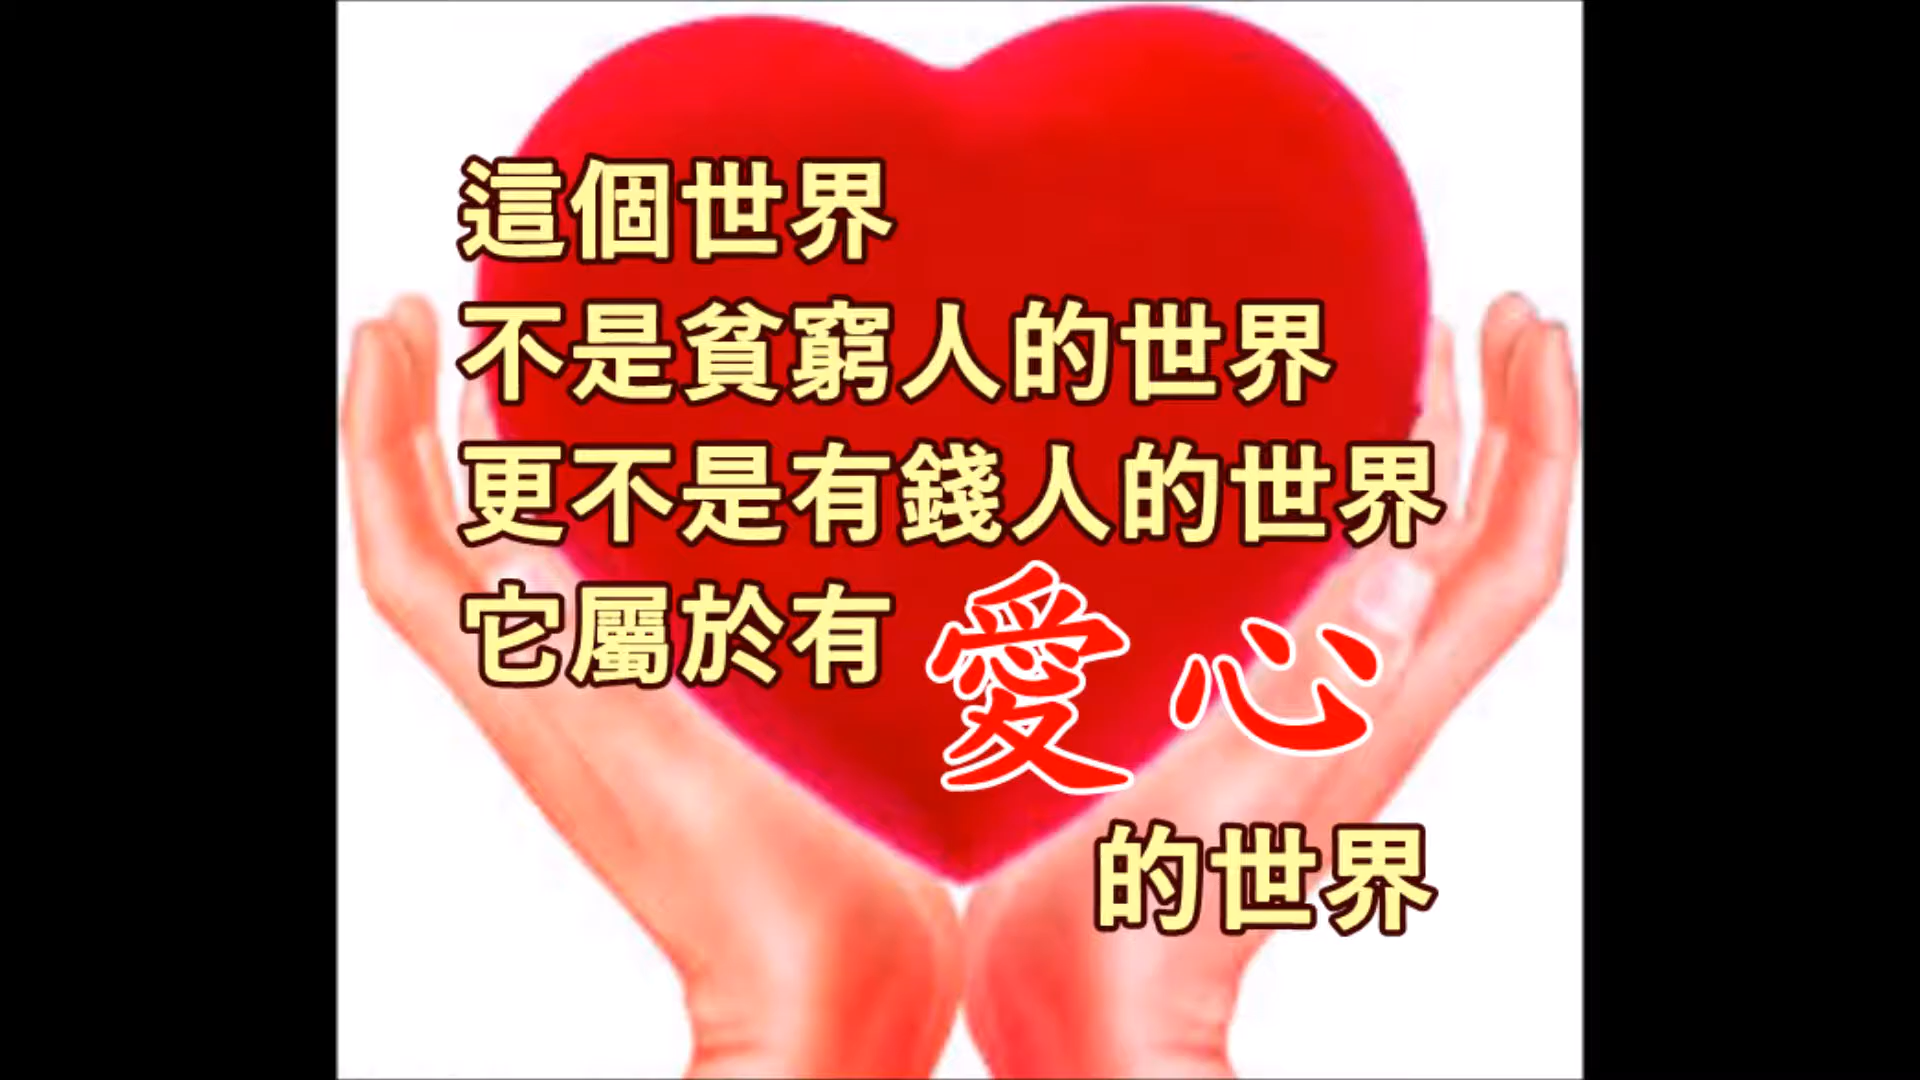 這個世界
不是貧窮人的世界
更不是有錢人的世界
它屬於有愛心
的世界